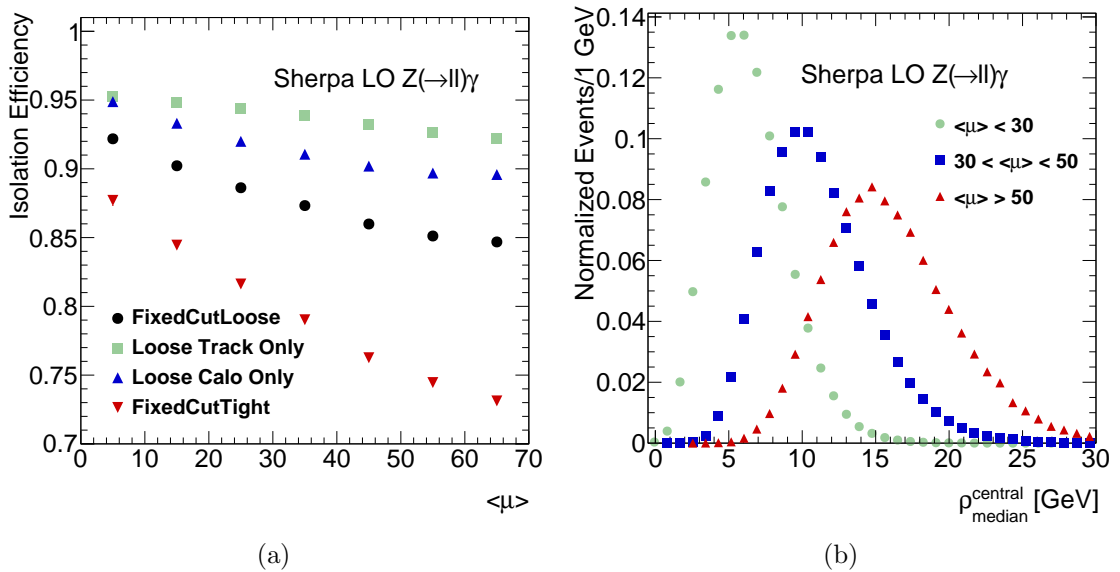 Isolation Efficiency
1
0.95
0.9
0.85
0.8
0.75
0.7
Sherpa LO Z(→ll)γ
FixedCutLoose
Loose Track Only
Loose Calo Only
FixedCutTight
0 10 20 30 40 50 60 70
<μ>
(a)
Normalized Events/1 GeV
0.14
0.12
0.1
0.08
0.06
0.04
0.02
0
Sherpa LO Z(→ll)γ
<μ> < 30
30 < <μ> < 50
<μ> > 50
0 5 10 15 20 25 30
ρ central median [GeV]
(b)